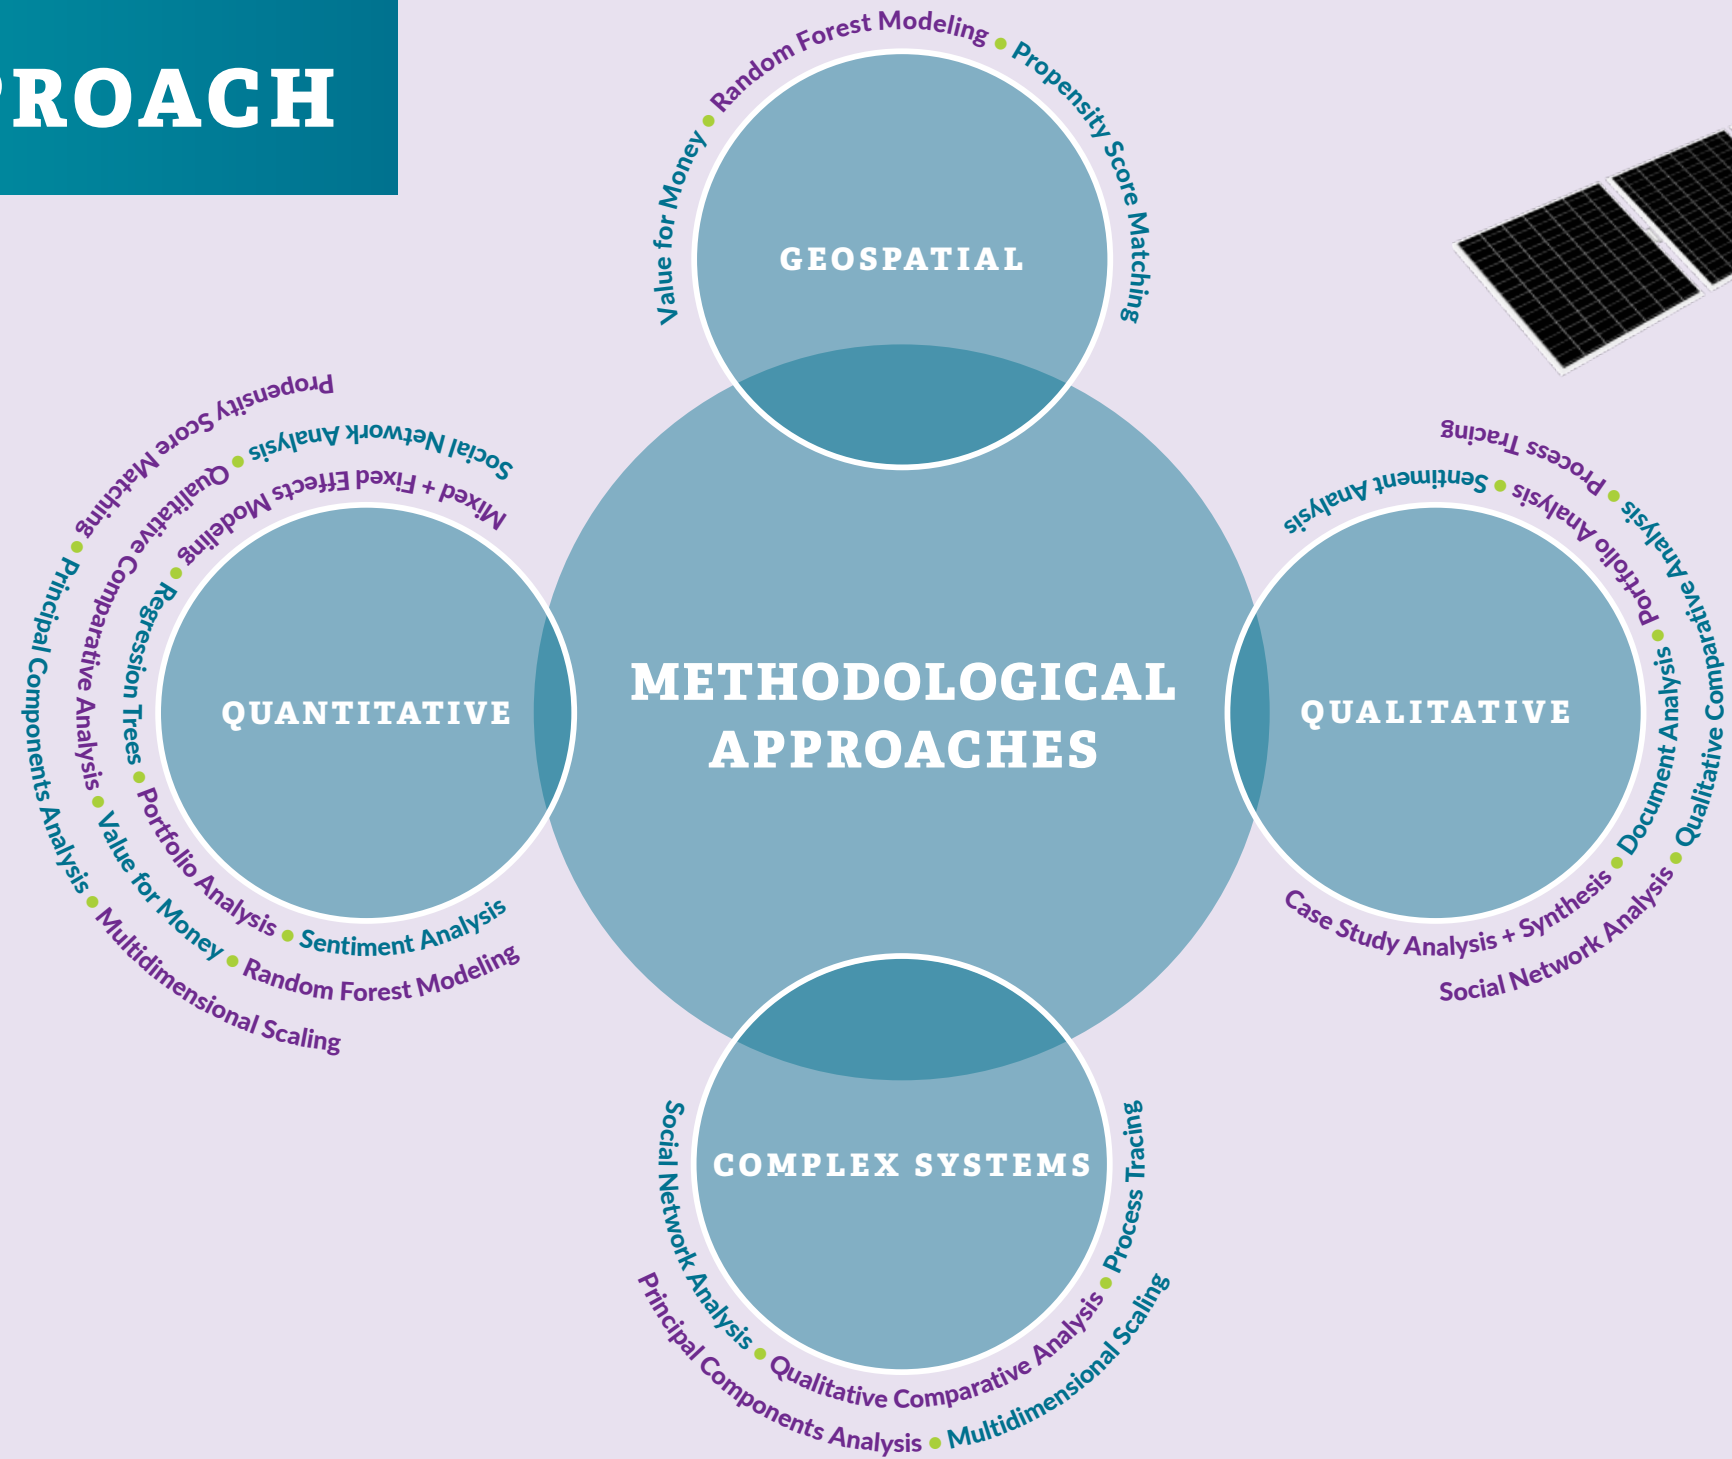 PROACH
Value for Money • Random Forest Modeling • Propensity Score Matching
GEOSPATIAL
METHODOLOGICAL
APPROACHES
QUANTITATIVE
Mixed + Fixed Effects Modeling • Regression Trees • Portfolio Analysis • Sentiment Analysis
Social Network Analysis • Qualitative Comparative Analysis • Value for Money • Random Forest Modeling
Propensity Score Matching • Principal Components Analysis • Multidimensional Scaling
QUALITATIVE
Case Study Analysis + Synthesis • Document Analysis • Portfolio Analysis • Sentiment Analysis
Social Network Analysis • Qualitative Comparative Analysis • Process Tracing
COMPLEX SYSTEMS
Social Network Analysis • Qualitative Comparative Analysis • Process Tracing
Principal Components Analysis • Multidimensional Scaling